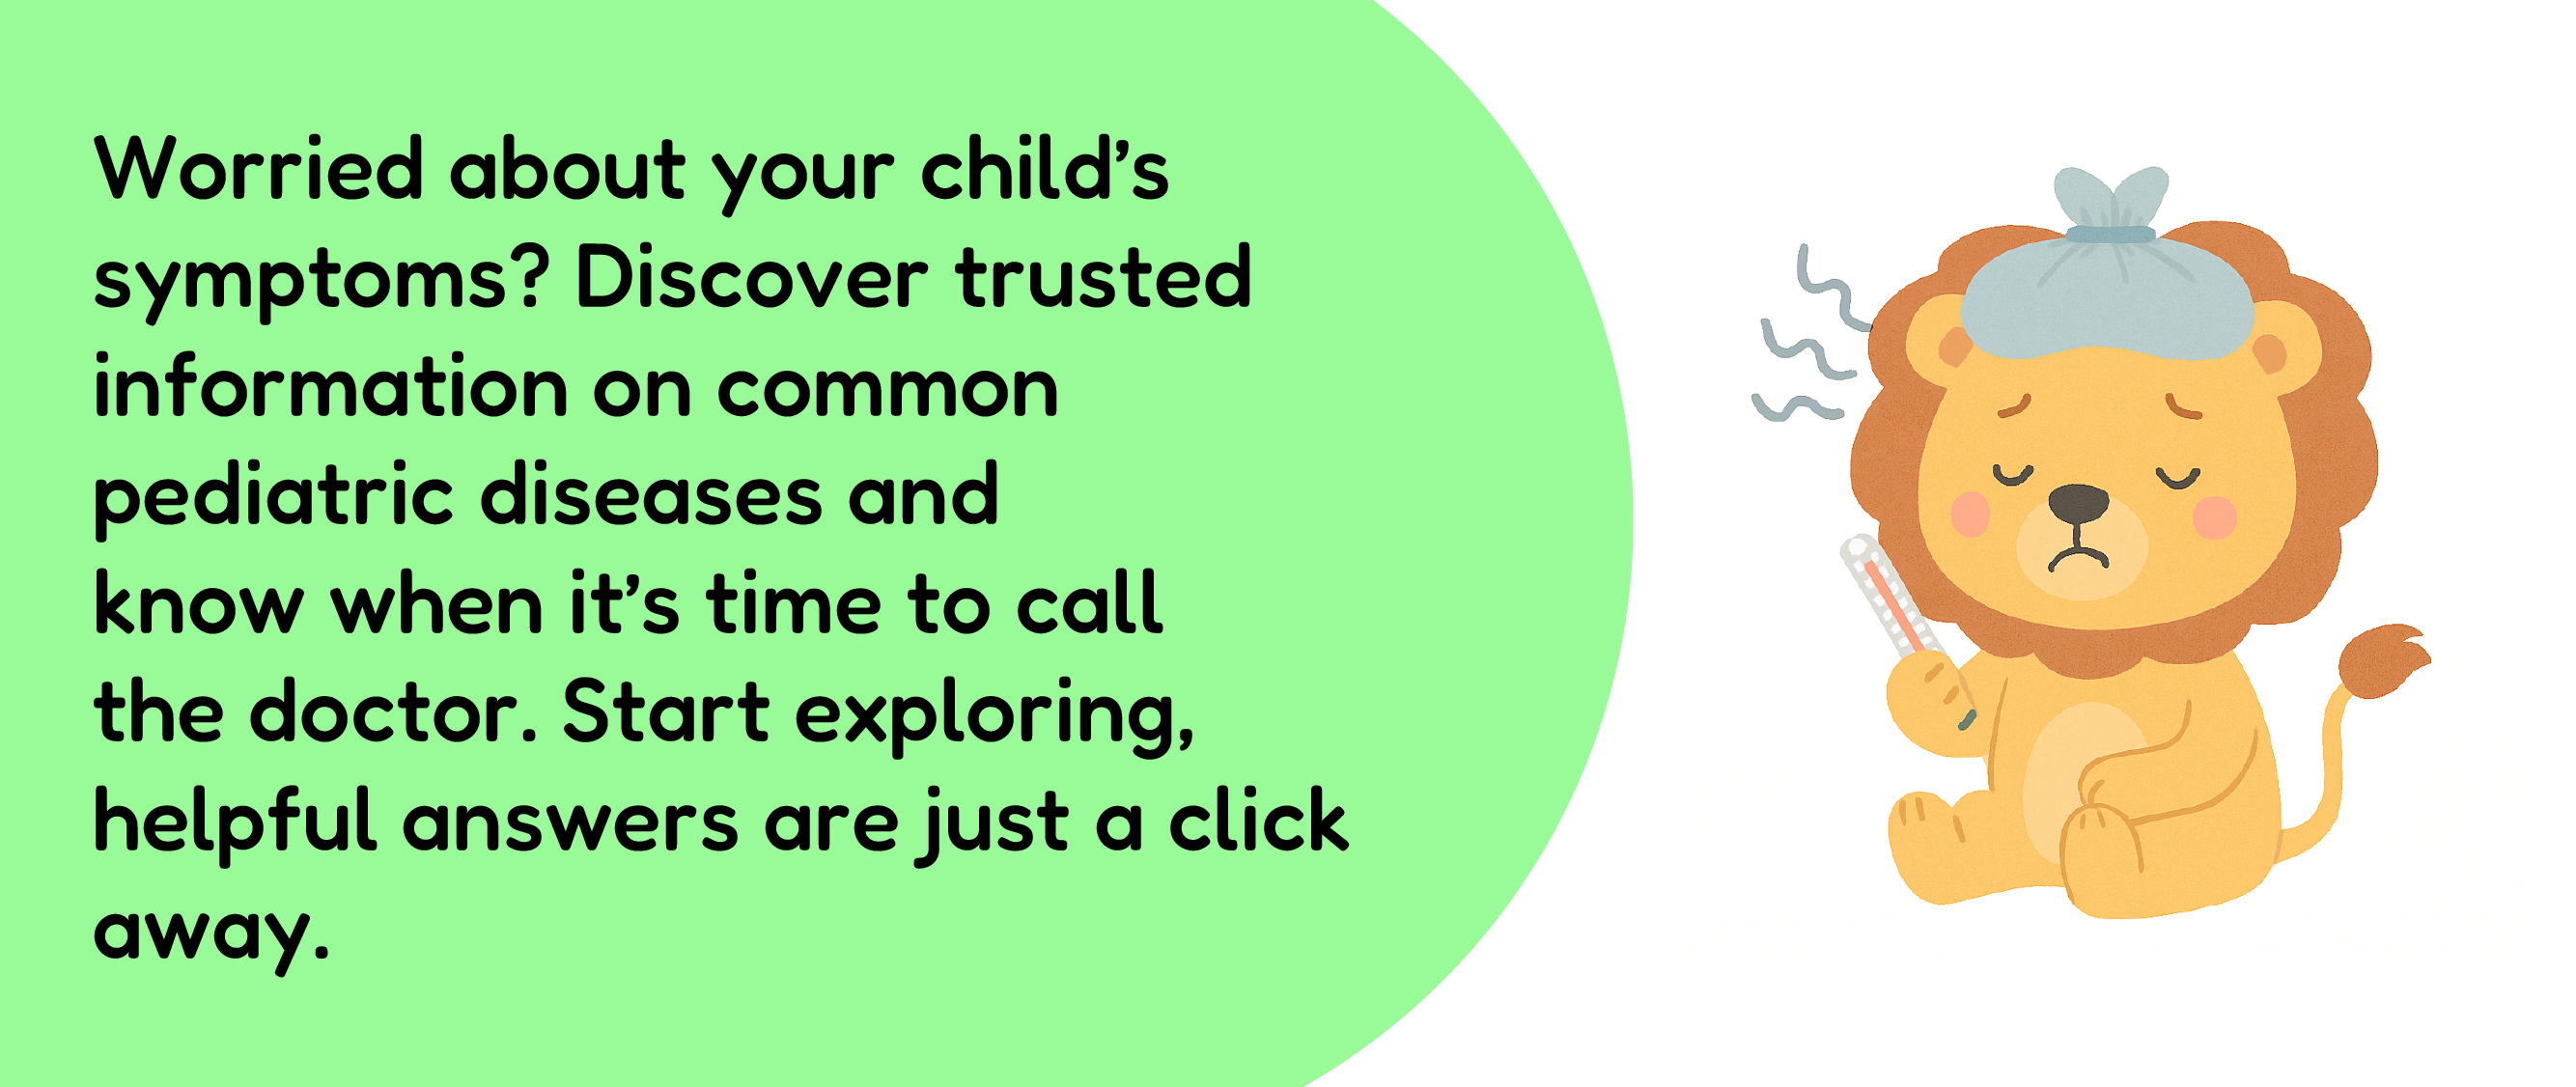 Worried about your child’s
symptoms? Discover trusted
information on common
pediatric diseases and
know when it’s time to call
the doctor. Start exploring,
helpful answers are just a click
away.